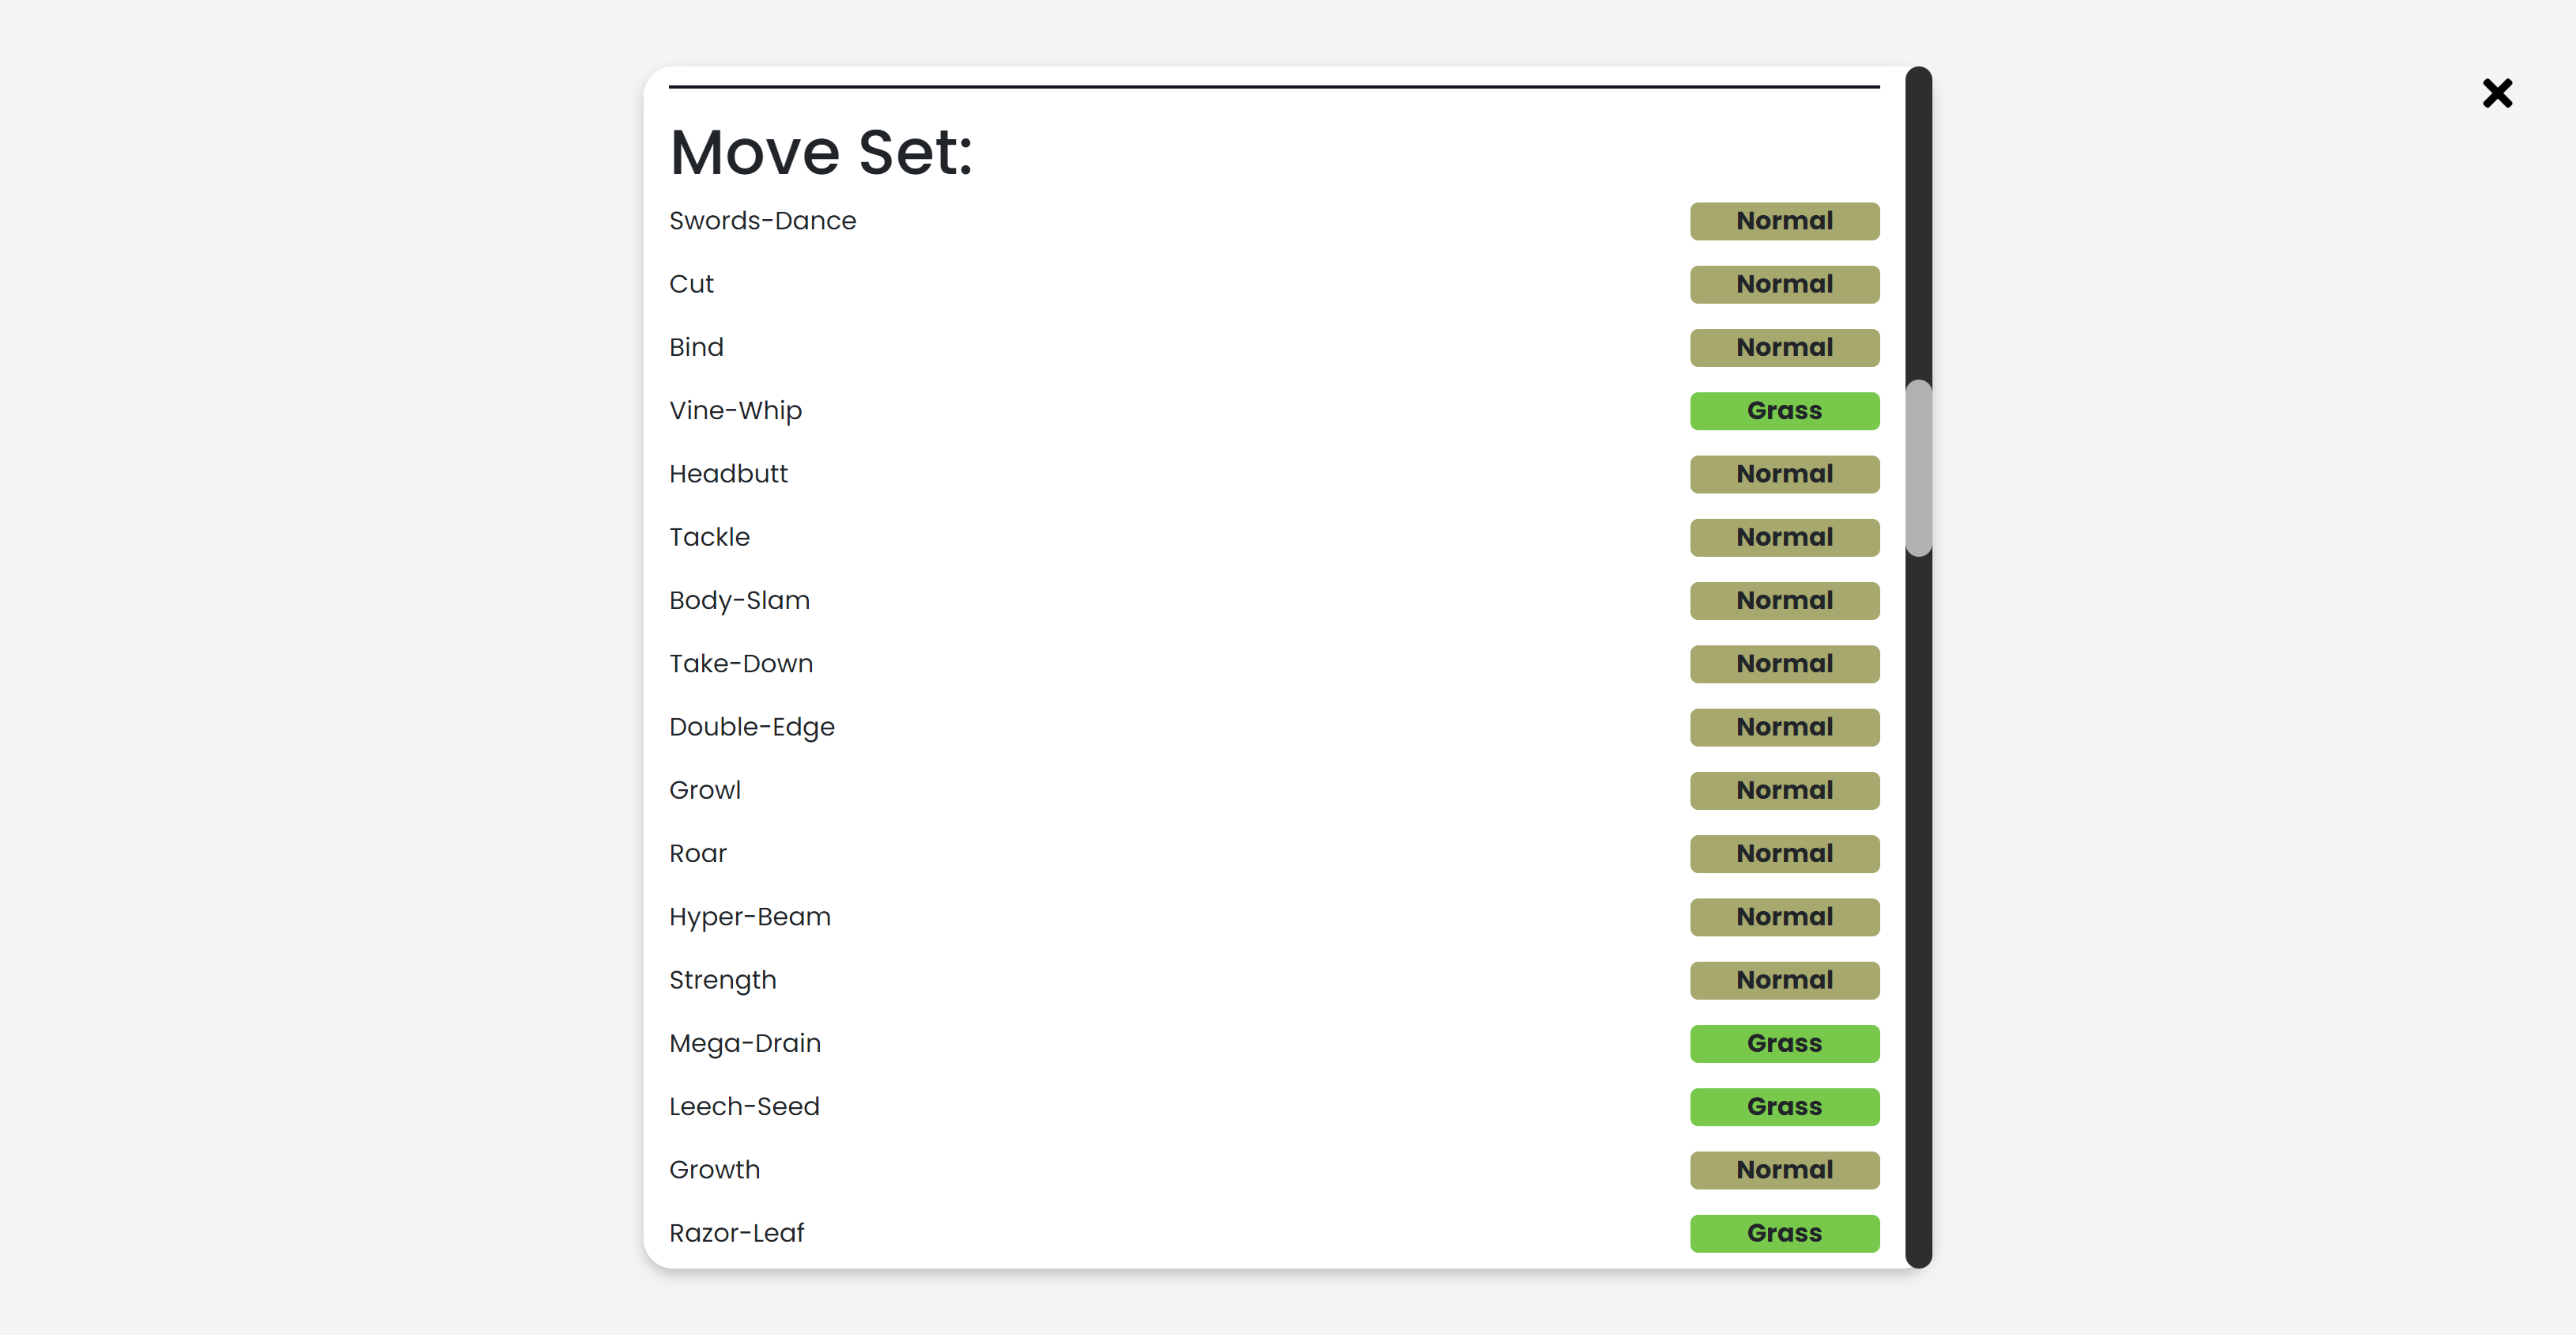 Move Set:
Swords-Dance Normal
Cut Normal
Bind Normal
Vine-Whip Grass
Headbutt Normal
Tackle Normal
Body-Slam Normal
Take-Down Normal
Double-Edge Normal
Growl Normal
Roar Normal
Hyper-Beam Normal
Strength Normal
Mega-Drain Grass
Leech-Seed Grass
Growth Normal
Razor-Leaf Grass